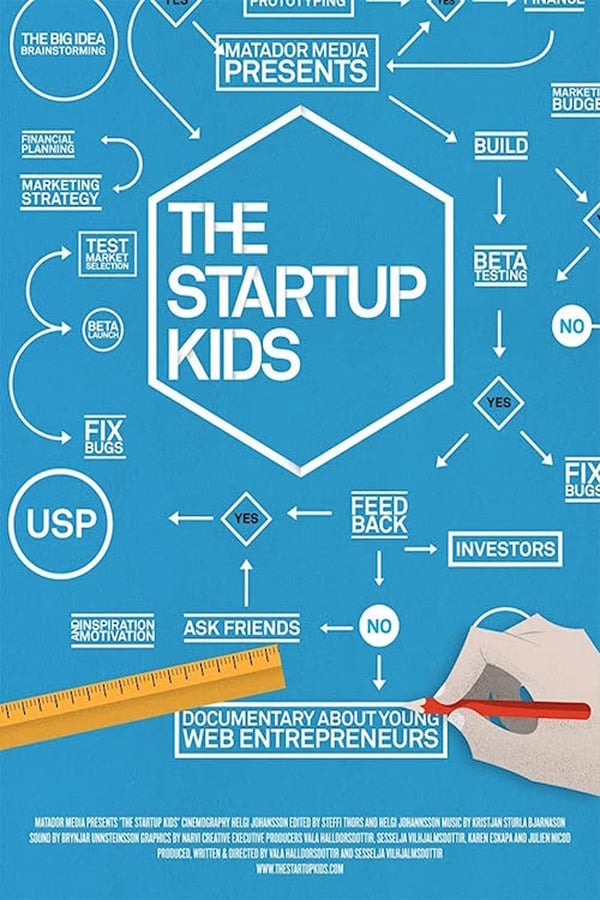 YES
PROTOTYPING
YES
FINANCE
THE BIG IDEA
BRAINSTORMING
MATADOR MEDIA
PRESENTS
BUDGE
FINANCIAL
PLANNING
BUILD
MARKETING
STRATEGY
THE
STARTUP
KIDS
TEST
MARKET
SELECTION
BETA
TESTING
BETA
LAUNCH
NO
YES
FIX
BUGS
FIX
BUGS
USP
YES
FEED
BACK
INVESTORS
AND INSPIRATION
MOTIVATION
ASK FRIENDS
NO
DOCUMENTARY ABOUT YOUNG
WEB ENTREPRENEURS
MATADOR MEDIA PRESENTS "THE STARTUP KIDS" CINEMOGRAPHY HELGI JOHANSSON EDITED BY STEFFI THORS AND HELGI JOHANNSSON MUSIC BY KRISTJAN STURLA BJARNASON
SOUND BY BRYNJAR UNNSTEINSSON GRAPHICS BY NARVI CREATIVE EXECUTIVE PRODUCERS VALA HALLDORSDOTTIR, SESSELJA VILHJALMSDOTTIR, KAREN ESKAPA AND JULIEN NICOD
PRODUCED, WRITTEN & DIRECTED BY VALA HALLDORSDOTTIR AND SESSELJA VILHJALMSDOTTIR
WWW.THESTARTUPKIDS.COM